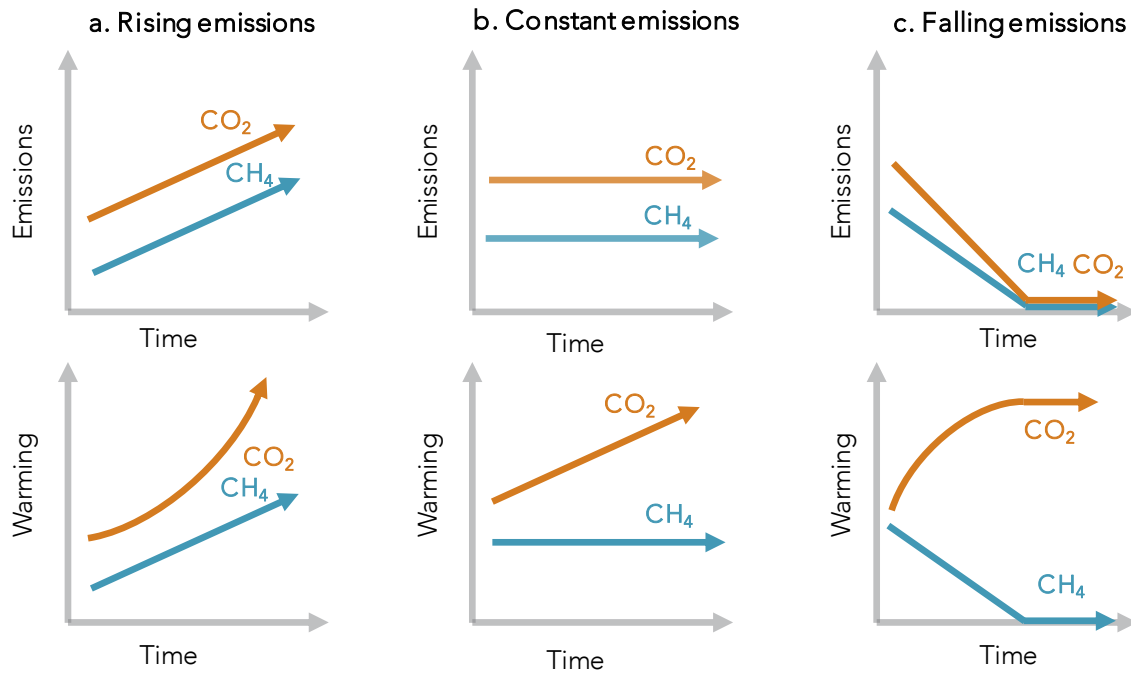 a. Rising emissions
b. Constant emissions
c. Falling emissions
Emissions
CO₂
CH₄
Time
Emissions
CO₂
CH₄
Time
Emissions
CH₄ CO₂
Time
Warming
CO₂
CH₄
Time
Warming
CO₂
CH₄
Time
Warming
CO₂
CH₄
Time